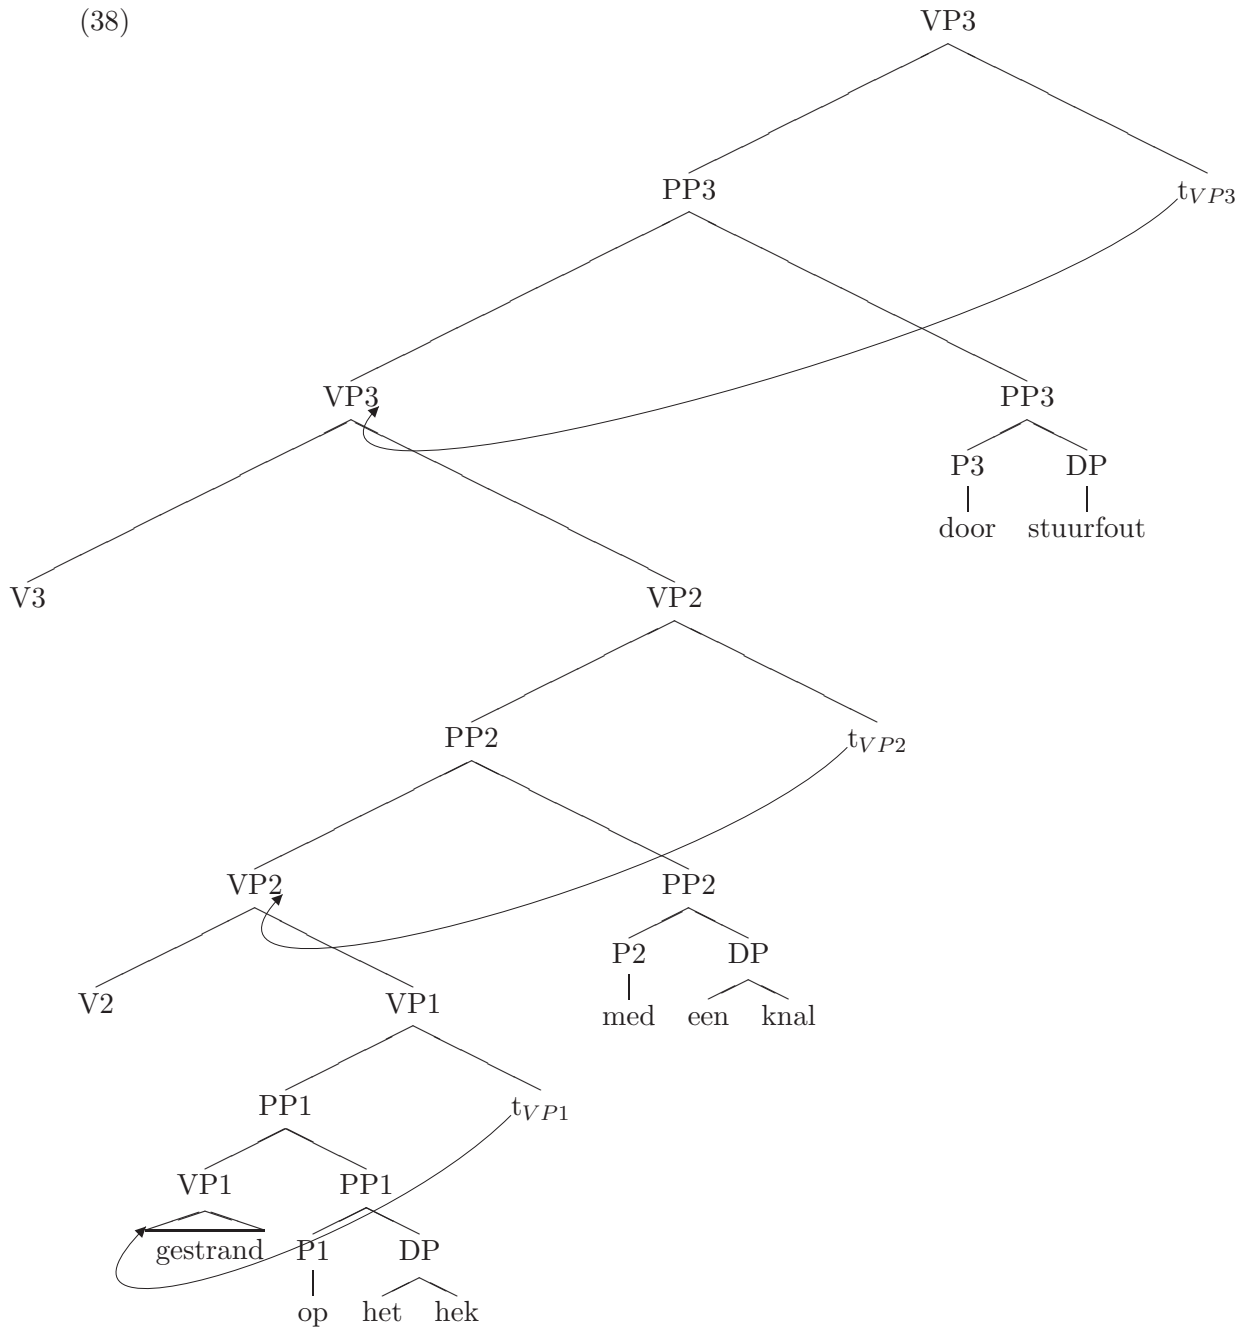 (38) VP3
PP3 t_VP3
VP3 PP3
P3 DP
door stuurfout
V3 VP2
PP2 t_VP2
VP2 PP2
P2 DP
V2 VP1 med een knal
PP1 t_VP1
VP1 PP1
gestrand P1 DP
op het hek